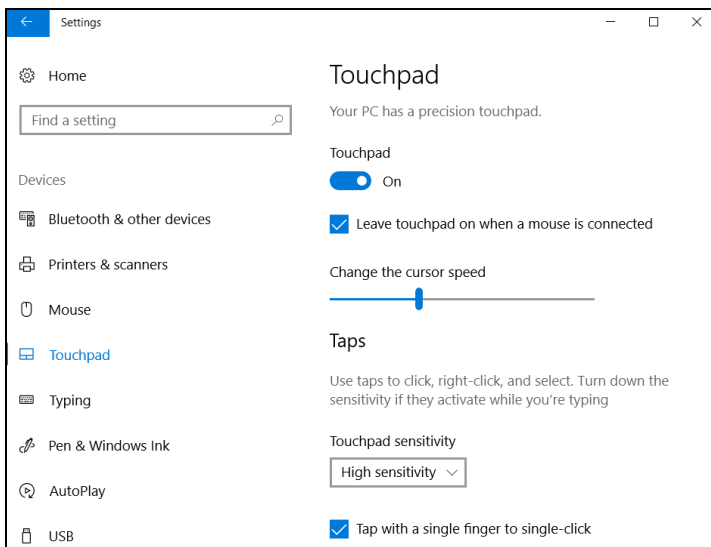 Settings
Home
Find a setting
Devices
Bluetooth & other devices
Printers & scanners
Mouse
Touchpad
Typing
Pen & Windows Ink
AutoPlay
USB
Touchpad
Your PC has a precision touchpad.
Touchpad
On
Leave touchpad on when a mouse is connected
Change the cursor speed
Taps
Use taps to click, right-click, and select. Turn down the
sensitivity if they activate while you're typing
Touchpad sensitivity
High sensitivity
Tap with a single finger to single-click